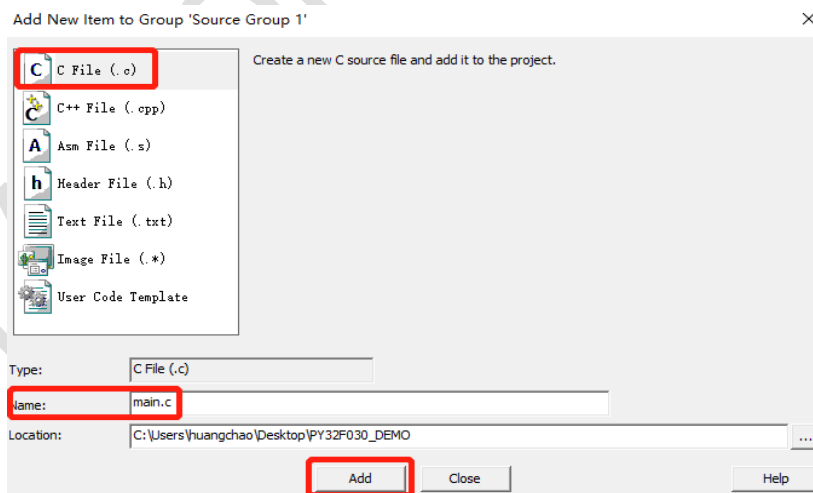 Add New Item to Group 'Source Group 1'
C File (.c)
Create a new C source file and add it to the project.
C++ File (.cpp)
Asm File (.s)
Header File (.h)
Text File (.txt)
Image File (.*)
User Code Template
Type:
C File (.c)
Name:
main.c
Location:
C:\Users\huangchao\Desktop\PY32F030_DEMO
...
Add
Close
Help